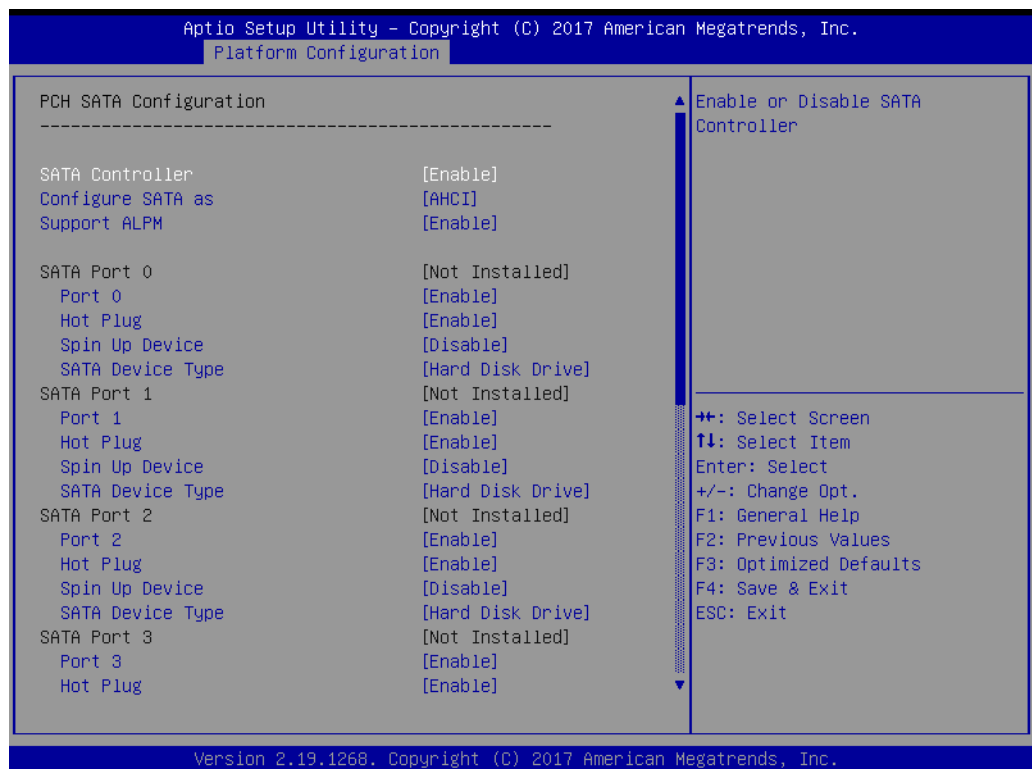 Aptio Setup Utility – Copyright (C) 2017 American Megatrends, Inc.
Platform Configuration
PCH SATA Configuration
--------------------------------------------------
SATA Controller [Enable]
Configure SATA as [AHCI]
Support ALPM [Enable]
SATA Port 0 [Not Installed]
Port 0 [Enable]
Hot Plug [Enable]
Spin Up Device [Disable]
SATA Device Type [Hard Disk Drive]
SATA Port 1 [Not Installed]
Port 1 [Enable]
Hot Plug [Enable]
Spin Up Device [Disable]
SATA Device Type [Hard Disk Drive]
SATA Port 2 [Not Installed]
Port 2 [Enable]
Hot Plug [Enable]
Spin Up Device [Disable]
SATA Device Type [Hard Disk Drive]
SATA Port 3 [Not Installed]
Port 3 [Enable]
Hot Plug [Enable]
Enable or Disable SATA
Controller
→←: Select Screen
↑↓: Select Item
Enter: Select
+/-: Change Opt.
F1: General Help
F2: Previous Values
F3: Optimized Defaults
F4: Save & Exit
ESC: Exit
Version 2.19.1268. Copyright (C) 2017 American Megatrends, Inc.